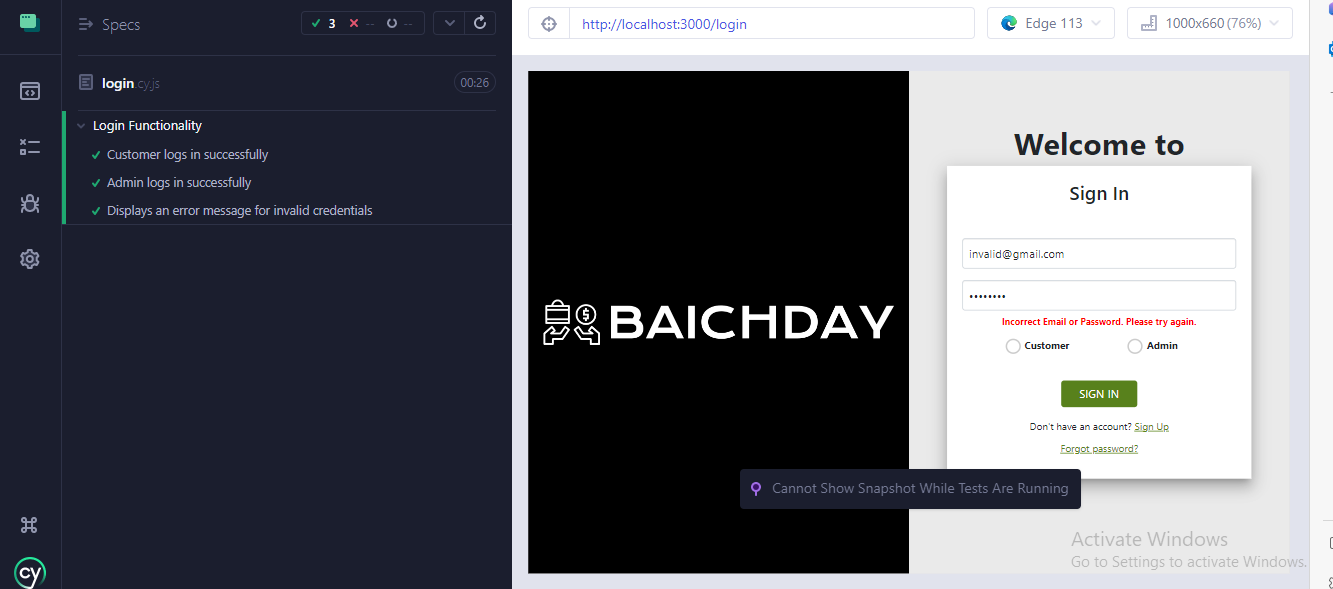 Specs
3 -- --
login.cy.js 00:26
Login Functionality
Customer logs in successfully
Admin logs in successfully
Displays an error message for invalid credentials
cy
http://localhost:3000/login
Edge 113
1000x660 (76%)
BAICHDAY
Welcome to
Sign In
invalid@gmail.com
••••••••
Incorrect Email or Password. Please try again.
Customer Admin
SIGN IN
Don't have an account? Sign Up
Forgot password?
Cannot Show Snapshot While Tests Are Running
Activate Windows
Go to Settings to activate Windows.